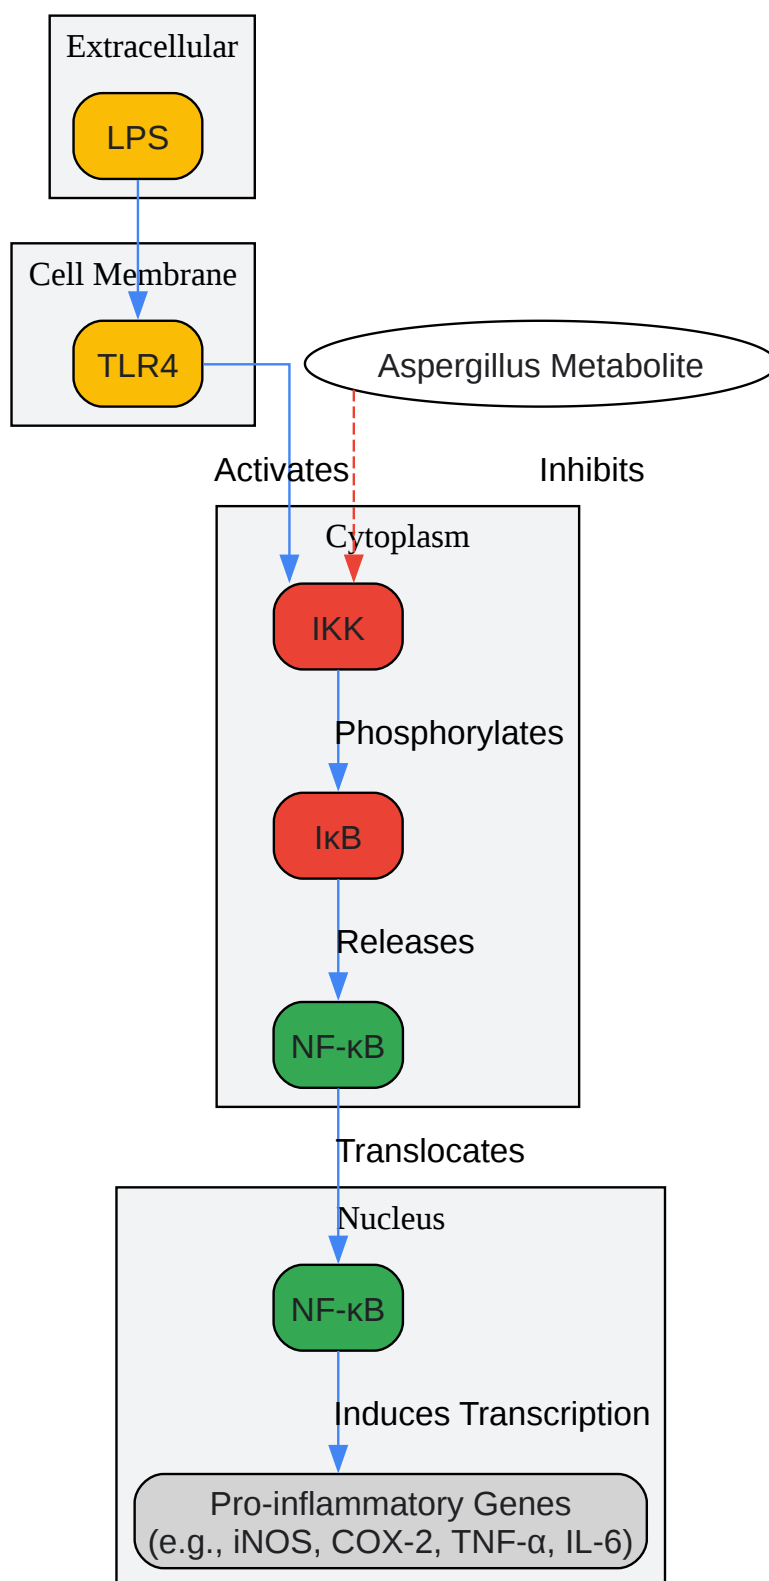 Extracellular
LPS
Cell Membrane
TLR4
Aspergillus Metabolite
Activates
Inhibits
Cytoplasm
IKK
Phosphorylates
IκB
Releases
NF-κB
Translocates
Nucleus
NF-κB
Induces Transcription
Pro-inflammatory Genes
(e.g., iNOS, COX-2, TNF-α, IL-6)